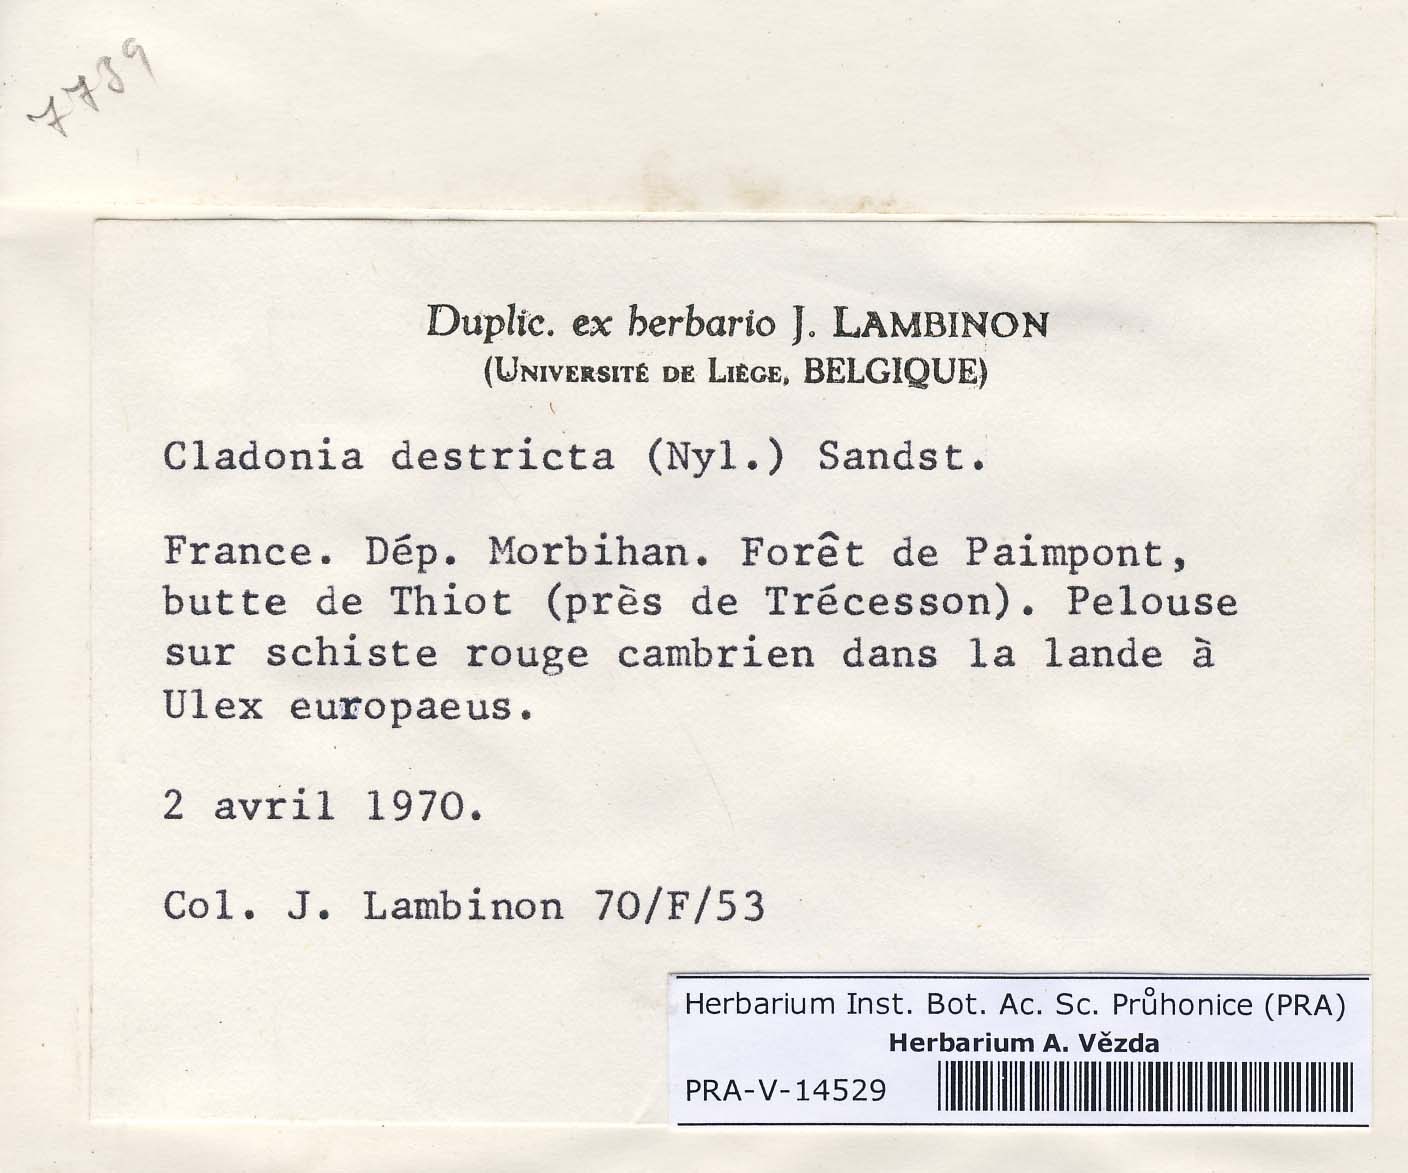 7739
Duplic. ex herbario J. LAMBINON
(UNIVERSITÉ DE LIÈGE, BELGIQUE)
Cladonia destricta (Nyl.) Sandst.
France. Dép. Morbihan. Forêt de Paimpont,
butte de Thiot (près de Trécesson). Pelouse
sur schiste rouge cambrien dans la lande à
Ulex europaeus.
2 avril 1970.
Col. J. Lambinon 70/F/53
Herbarium Inst. Bot. Ac. Sc. Průhonice (PRA)
Herbarium A. Vězda
PRA-V-14529